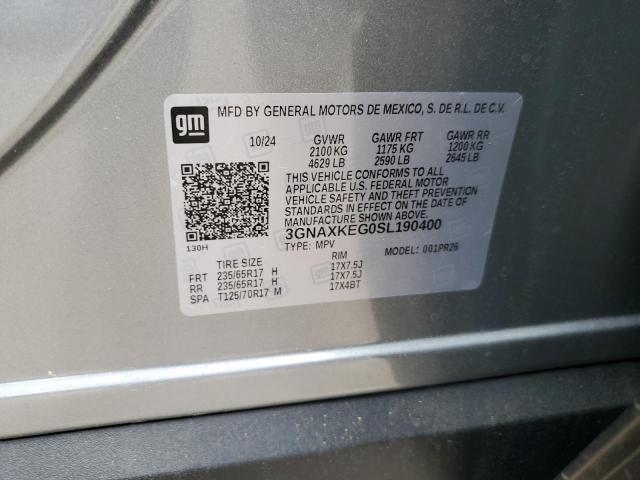 gm MFD BY GENERAL MOTORS DE MEXICO, S. DE R.L. DE C.V.
10/24 GVWR GAWR FRT GAWR RR
2100 KG 1175 KG 1200 KG
4629 LB 2590 LB 2645 LB
THIS VEHICLE CONFORMS TO ALL
APPLICABLE U.S. FEDERAL MOTOR
VEHICLE SAFETY AND THEFT PREVENTION
STANDARDS IN EFFECT ON THE DATE OF
MANUFACTURE SHOWN ABOVE.
3GNAXKEG0SL190400
130H TYPE: MPV MODEL: 001PR26
TIRE SIZE RIM
FRT 235/65R17 H 17X7.5J
RR 235/65R17 H 17X7.5J
SPA T125/70R17 M 17X4BT